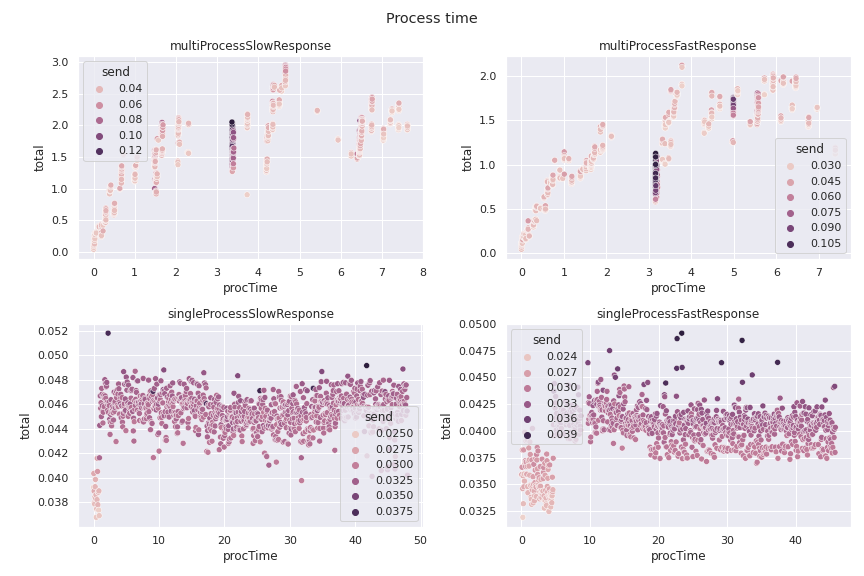 Process time
multiProcessSlowResponse
total
3.0
2.5
2.0
1.5
1.0
0.5
0.0
send
0.04
0.06
0.08
0.10
0.12
0 1 2 3 4 5 6 7 8
procTime
multiProcessFastResponse
total
2.0
1.5
1.0
0.5
0.0
send
0.030
0.045
0.060
0.075
0.090
0.105
0 1 2 3 4 5 6 7
procTime
singleProcessSlowResponse
total
0.052
0.050
0.048
0.046
0.044
0.042
0.040
0.038
send
0.0250
0.0275
0.0300
0.0325
0.0350
0.0375
0 10 20 30 40 50
procTime
singleProcessFastResponse
total
0.0500
0.0475
0.0450
0.0425
0.0400
0.0375
0.0350
0.0325
send
0.024
0.027
0.030
0.033
0.036
0.039
0 10 20 30 40
procTime